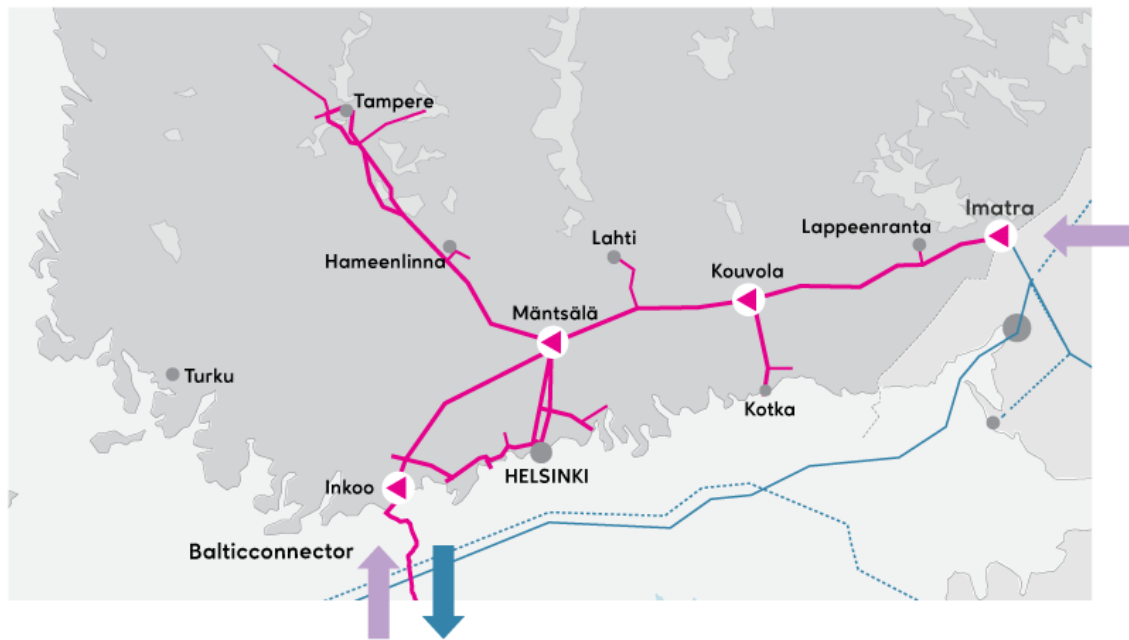 Tampere
Imatra
Lappeenranta
Lahti
Hameenlinna
Kouvola
Mäntsälä
Turku
Kotka
HELSINKI
Inkoo
Balticconnector